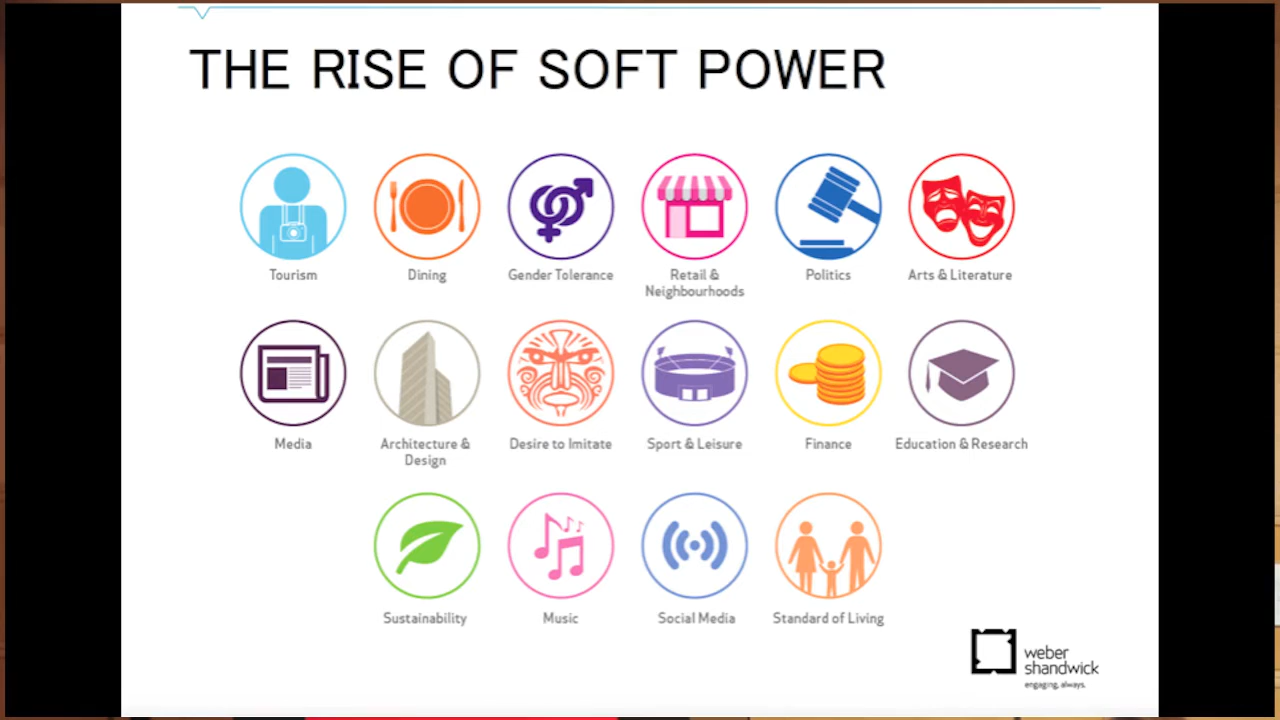 THE RISE OF SOFT POWER
Tourism
Dining
Gender Tolerance
Retail &
Neighbourhoods
Politics
Arts & Literature
Media
Architecture &
Design
Desire to Imitate
Sport & Leisure
Finance
Education & Research
Sustainability
Music
Social Media
Standard of Living
weber
shandwick
engaging, always.